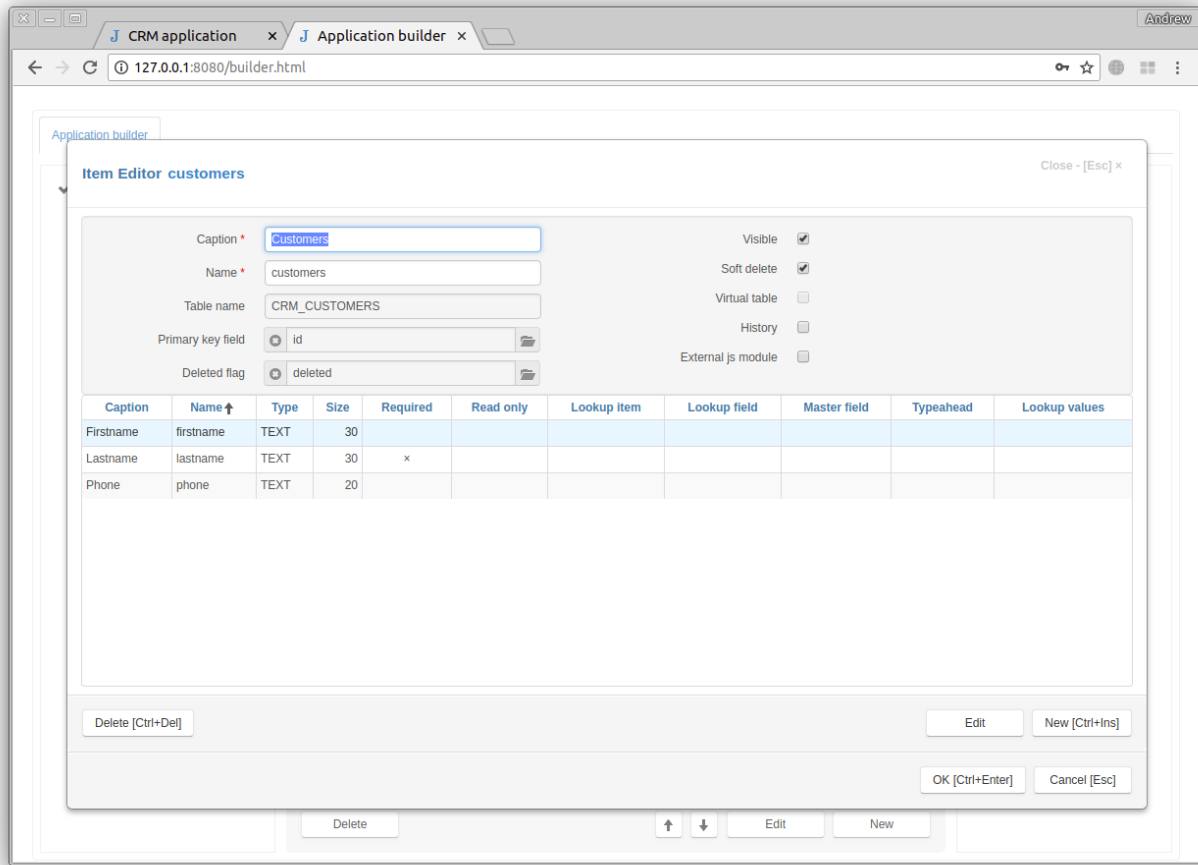 Andrew
J CRM application × J Application builder ×
127.0.0.1:8080/builder.html
Application builder
Item Editor customers
Close - [Esc] ×
Caption * Customers
Visible
Name * customers
Soft delete
Table name CRM_CUSTOMERS
Virtual table
Primary key field id
History
Deleted flag deleted
External js module
Caption Name Type Size Required Read only Lookup item Lookup field Master field Typeahead Lookup values
Firstname firstname TEXT 30
Lastname lastname TEXT 30 ×
Phone phone TEXT 20
Delete [Ctrl+Del] Edit New [Ctrl+Ins]
OK [Ctrl+Enter] Cancel [Esc]
Delete Edit New